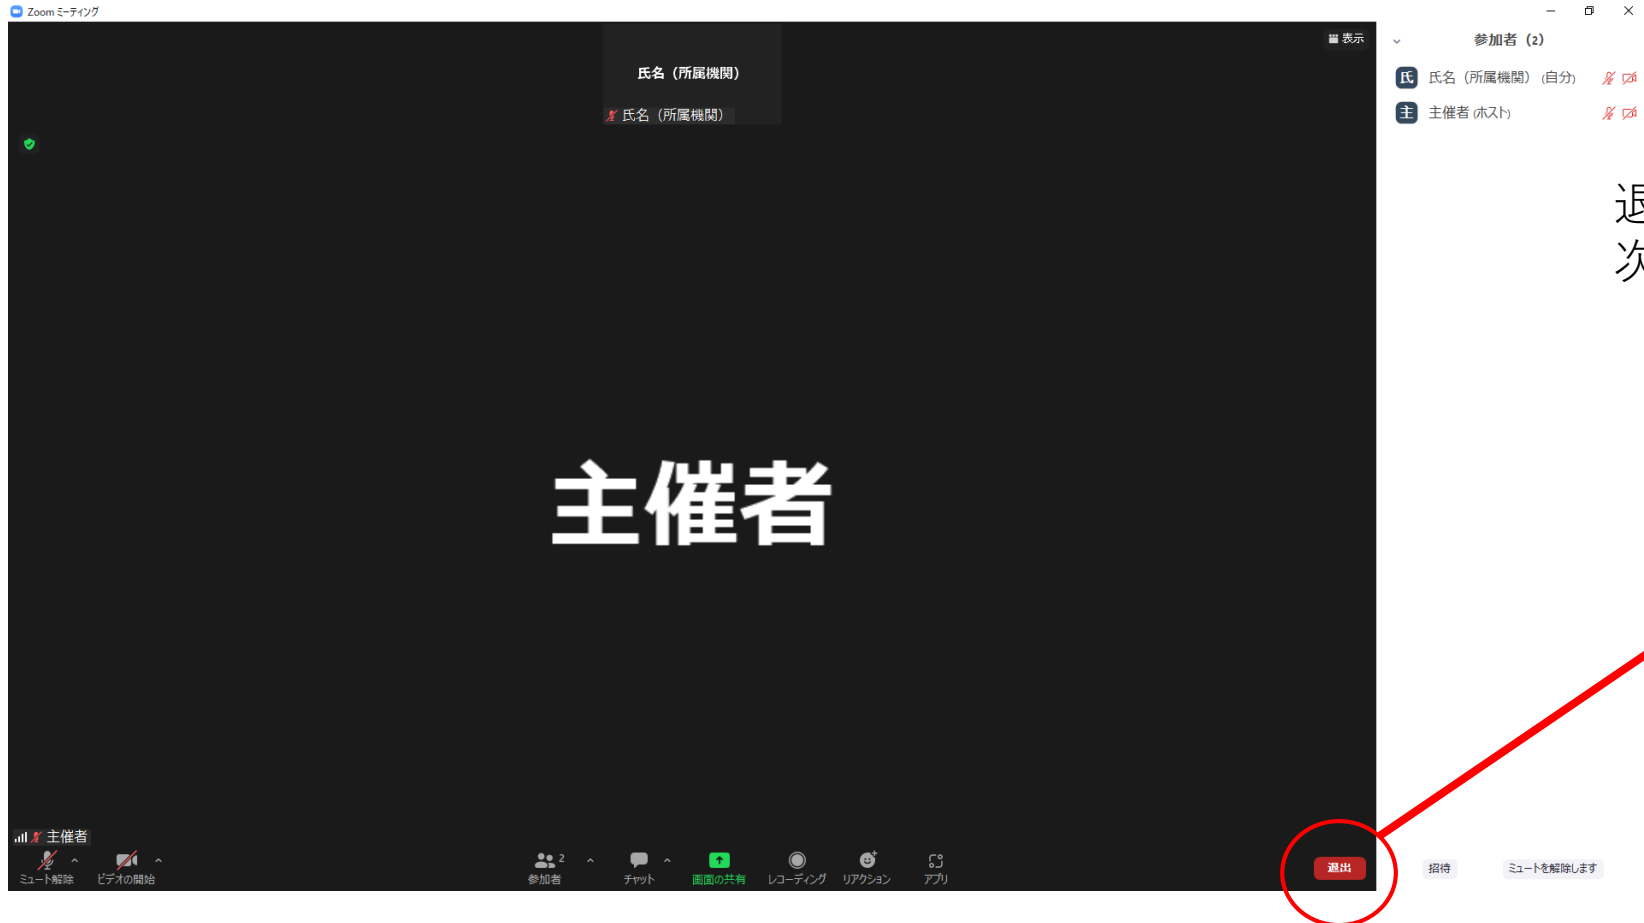 Zoom ミーティング
表示
氏名（所属機関）
氏名（所属機関）
参加者（2）
氏 氏名（所属機関）(自分)
主 主催者 (ホスト)
退
次
主催者
主催者
ミュート解除
ビデオの開始
2
参加者
チャット
画面の共有
レコーディング
リアクション
アプリ
退出
招待
ミュートを解除します